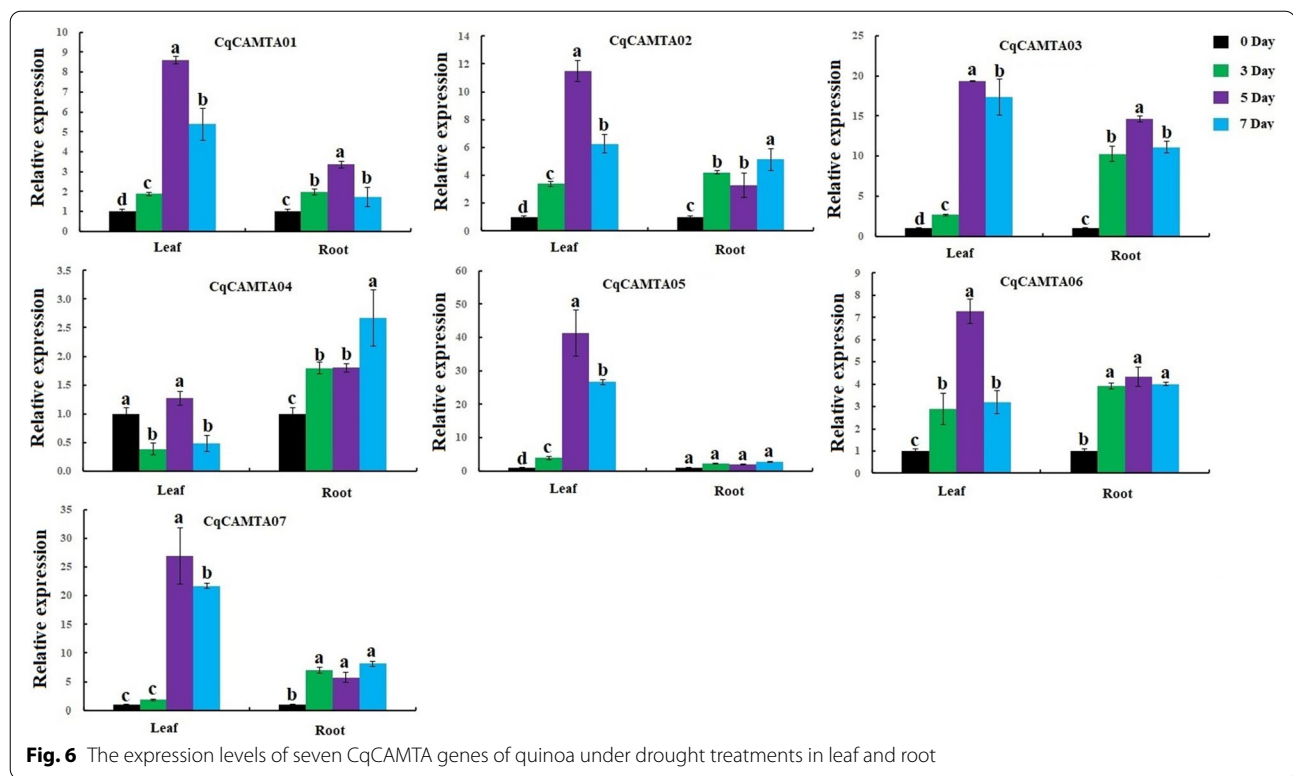 CqCAMTA01
Relative expression
10
9
8
7
6
5
4
3
2
1
0
d c a b
c b a b
Leaf Root
CqCAMTA02
Relative expression
14
12
10
8
6
4
2
0
d c a b
c b b a
Leaf Root
CqCAMTA03
Relative expression
25
20
15
10
5
0
d c a b
c b a b
Leaf Root
0 Day
3 Day
5 Day
7 Day
CqCAMTA04
Relative expression
3.5
3.0
2.5
2.0
1.5
1.0
0.5
0.0
a b a b
c b b a
Leaf Root
CqCAMTA05
Relative expression
60
50
40
30
20
10
0
d c a b
a a a a
Leaf Root
CqCAMTA06
Relative expression
9
8
7
6
5
4
3
2
1
0
c b a b
b a a a
Leaf Root
CqCAMTA07
Relative expression
35
30
25
20
15
10
5
0
c c a b
b a a a
Leaf Root
Fig. 6 The expression levels of seven CqCAMTA genes of quinoa under drought treatments in leaf and root